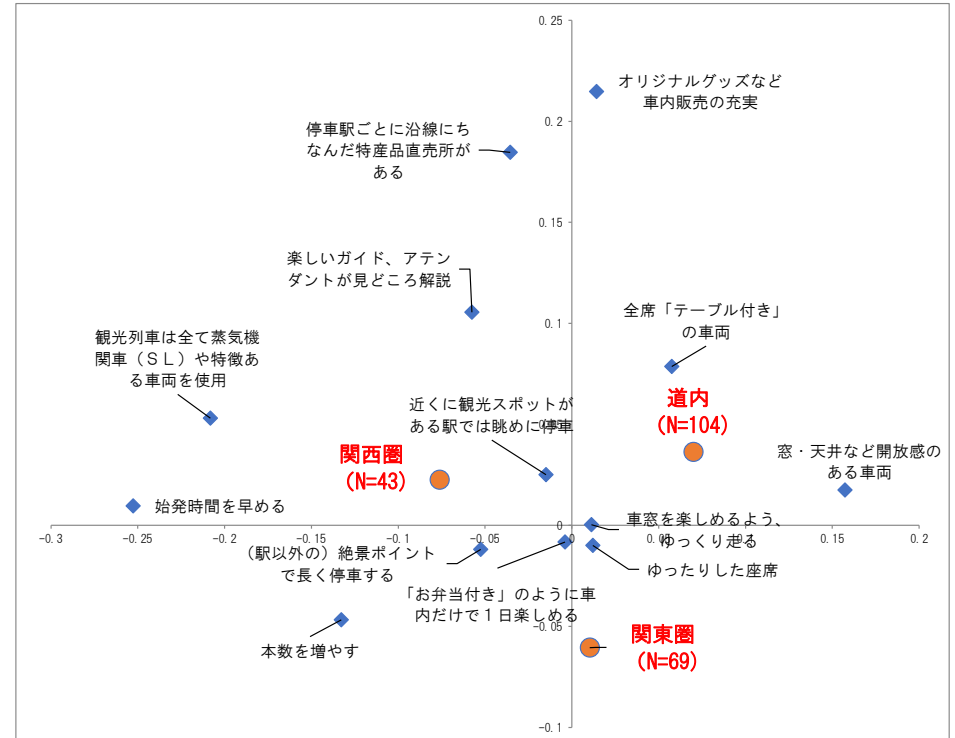 0.25
オリジナルグッズなど
車内販売の充実
0.2
停車駅ごとに沿線にち
なんだ特産品直売所が
ある
0.15
楽しいガイド、アテン
ダントが見どころ解説
0.1
全席「テーブル付き」
の車両
観光列車は全て蒸気機
関車（ＳＬ）や特徴あ
る車両を使用
道内
(N=104)
近くに観光スポットが
ある駅では眺めに停車
0.05
関西圏
(N=43)
窓・天井など開放感の
ある車両
始発時間を早める
0
-0.3
-0.25
-0.2
-0.15
-0.1
-0.05
0
0.05
0.1
0.15
0.2
車窓を楽しめるよう、
ゆっくり走る
（駅以外の）絶景ポイント
で長く停車する
ゆったりした座席
「お弁当付き」のように車
内だけで１日楽しめる
-0.05
本数を増やす
関東圏
(N=69)
-0.1